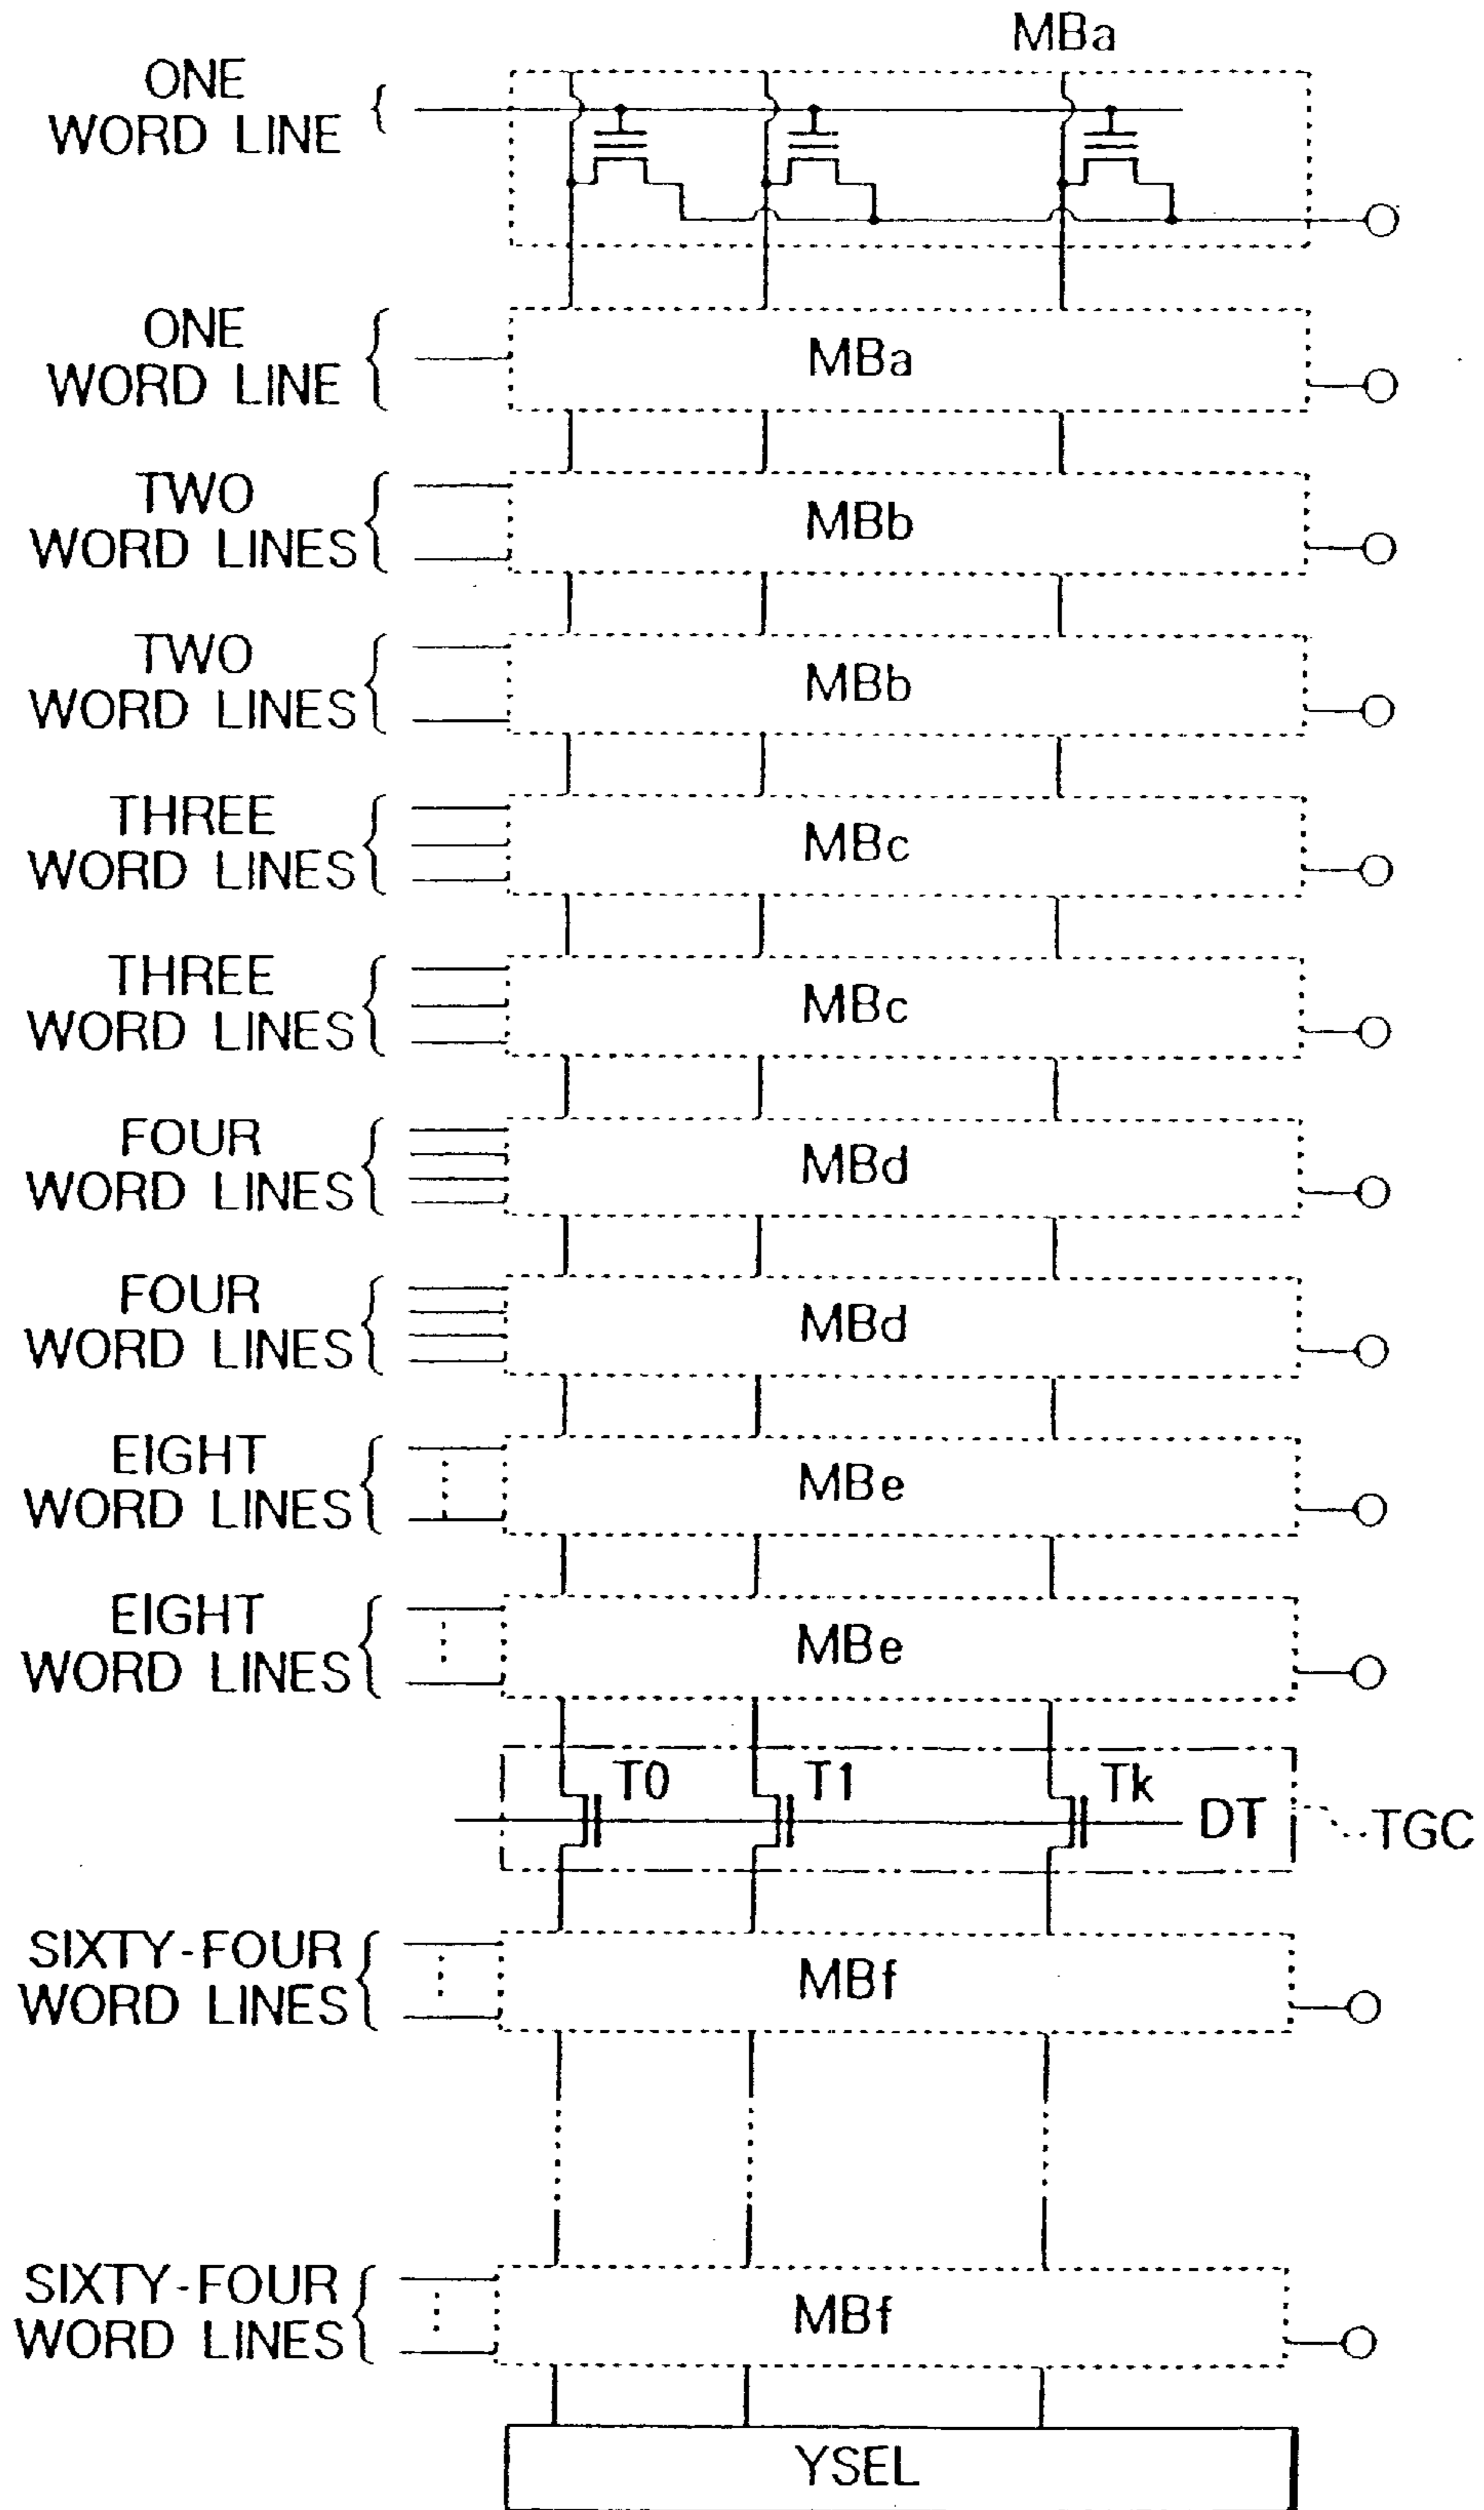 MBa
ONE
WORD LINE
ONE
WORD LINE
MBa
TWO
WORD LINES
MBb
TWO
WORD LINES
MBb
THREE
WORD LINES
MBc
THREE
WORD LINES
MBc
FOUR
WORD LINES
MBd
FOUR
WORD LINES
MBd
EIGHT
WORD LINES
MBe
EIGHT
WORD LINES
MBe
T0 T1 Tk
DT
TGC
SIXTY-FOUR
WORD LINES
MBf
SIXTY-FOUR
WORD LINES
MBf
YSEL